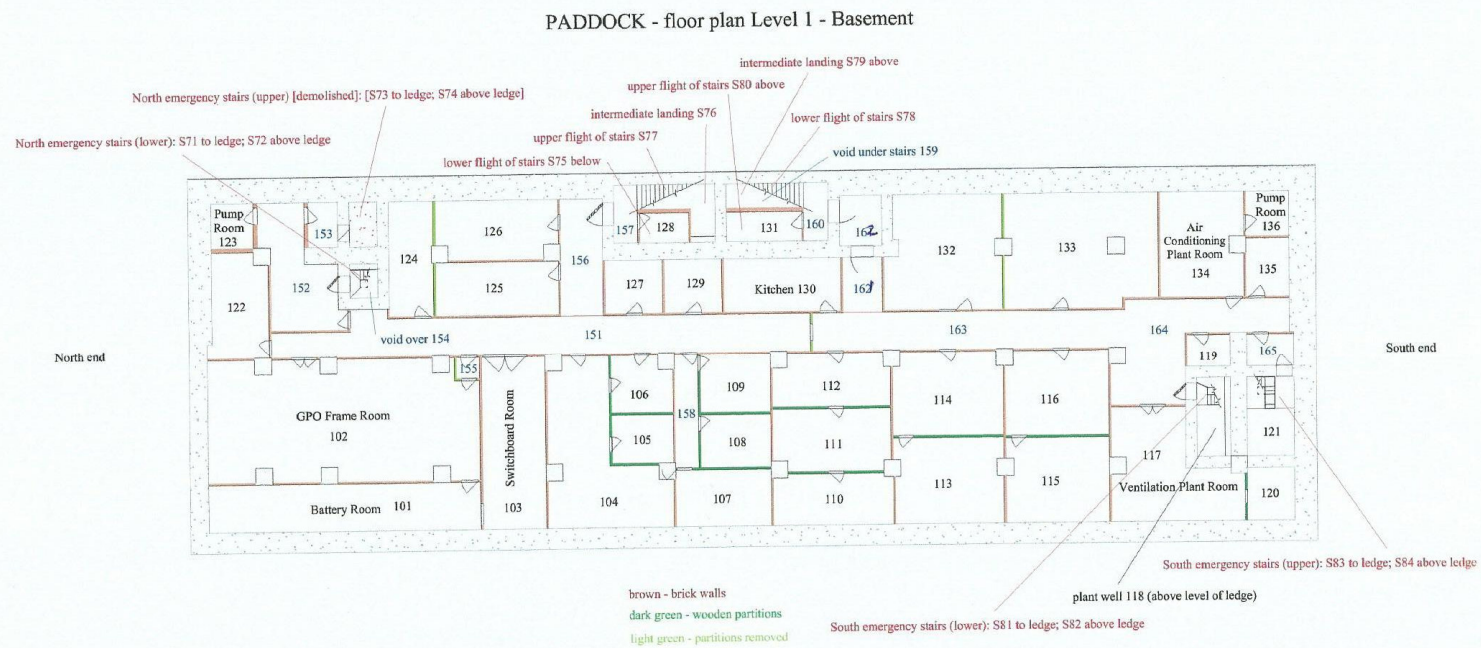 PADDOCK - floor plan Level 1 - Basement
intermediate landing S79 above
upper flight of stairs S80 above
North emergency stairs (upper) [demolished]: [S73 to ledge; S74 above ledge]
intermediate landing S76
lower flight of stairs S78
North emergency stairs (lower): S71 to ledge; S72 above ledge
upper flight of stairs S77
void under stairs 159
lower flight of stairs S75 below
Pump
Room
123
153
124
126
156
157
128
131
160
162
132
133
Air
Conditioning
Plant Room
134
Pump
Room
136
135
122
152
125
127
129
Kitchen 130
161
void over 154
151
163
164
North end
South end
155
119
165
GPO Frame Room
102
Switchboard Room
103
106
105
158
109
108
112
111
114
116
117
121
Battery Room 101
104
107
110
113
115
Ventilation Plant Room
120
South emergency stairs (upper): S83 to ledge; S84 above ledge
plant well 118 (above level of ledge)
South emergency stairs (lower): S81 to ledge; S82 above ledge
brown - brick walls
dark green - wooden partitions
light green - partitions removed